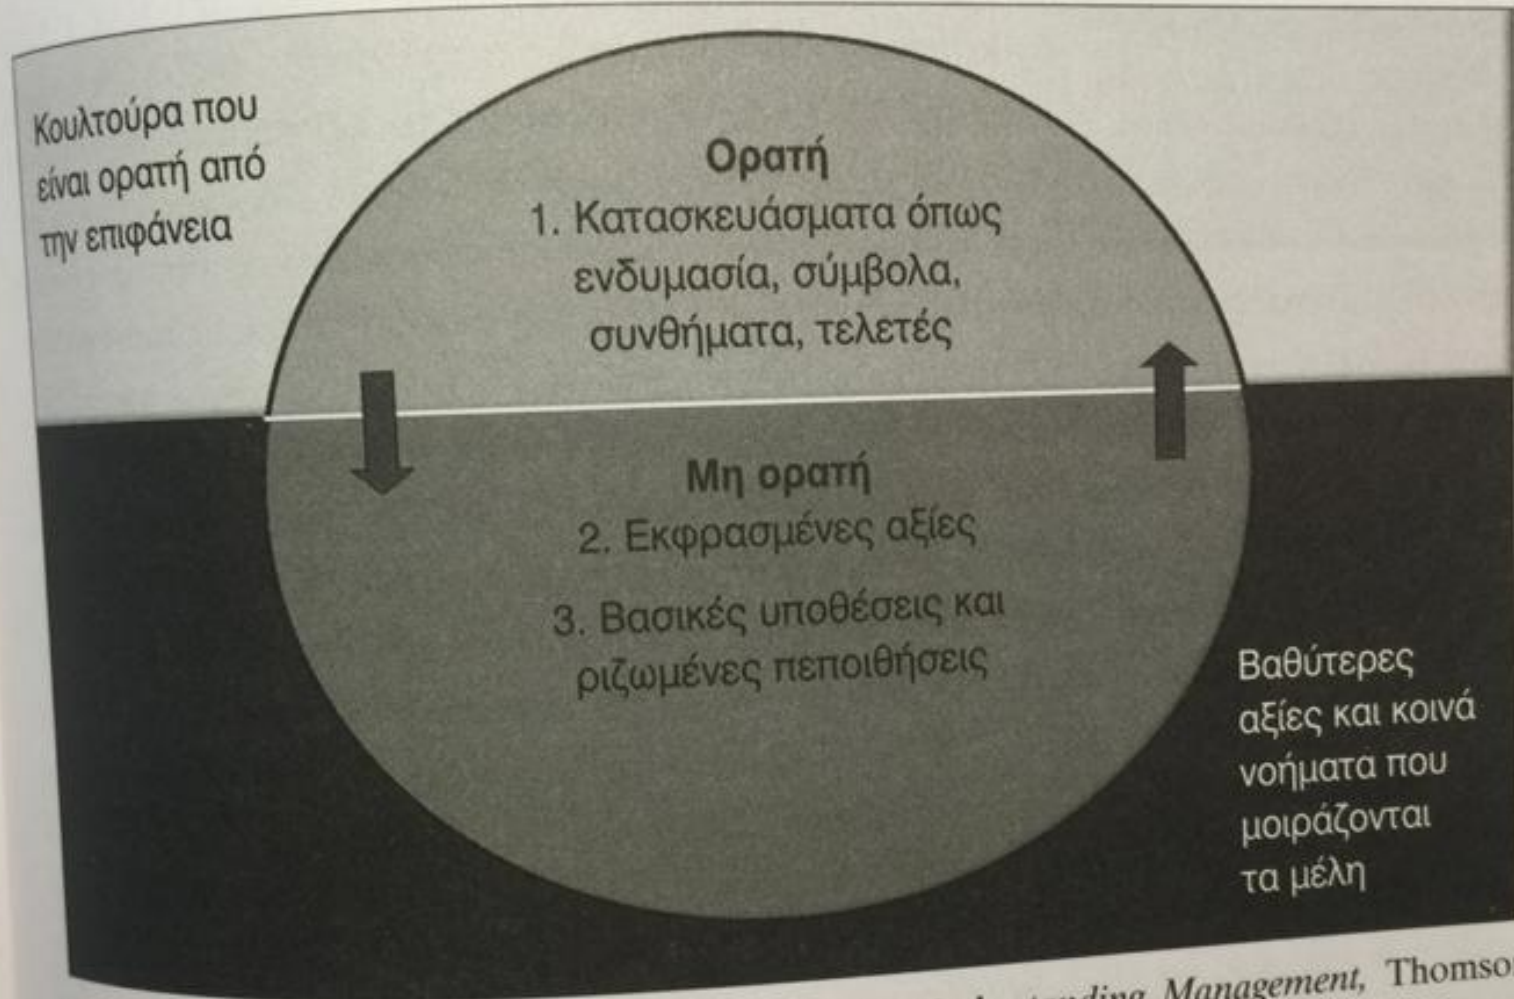 Κουλτούρα που
είναι ορατή από
την επιφάνεια
Ορατή
1. Κατασκευάσματα όπως
ενδυμασία, σύμβολα,
συνθήματα, τελετές
Μη ορατή
2. Εκφρασμένες αξίες
3. Βασικές υποθέσεις και
ριζωμένες πεποιθήσεις
Βαθύτερες
αξίες και κοινά
νοήματα που
μοιράζονται
τα μέλη
Management, Thomson